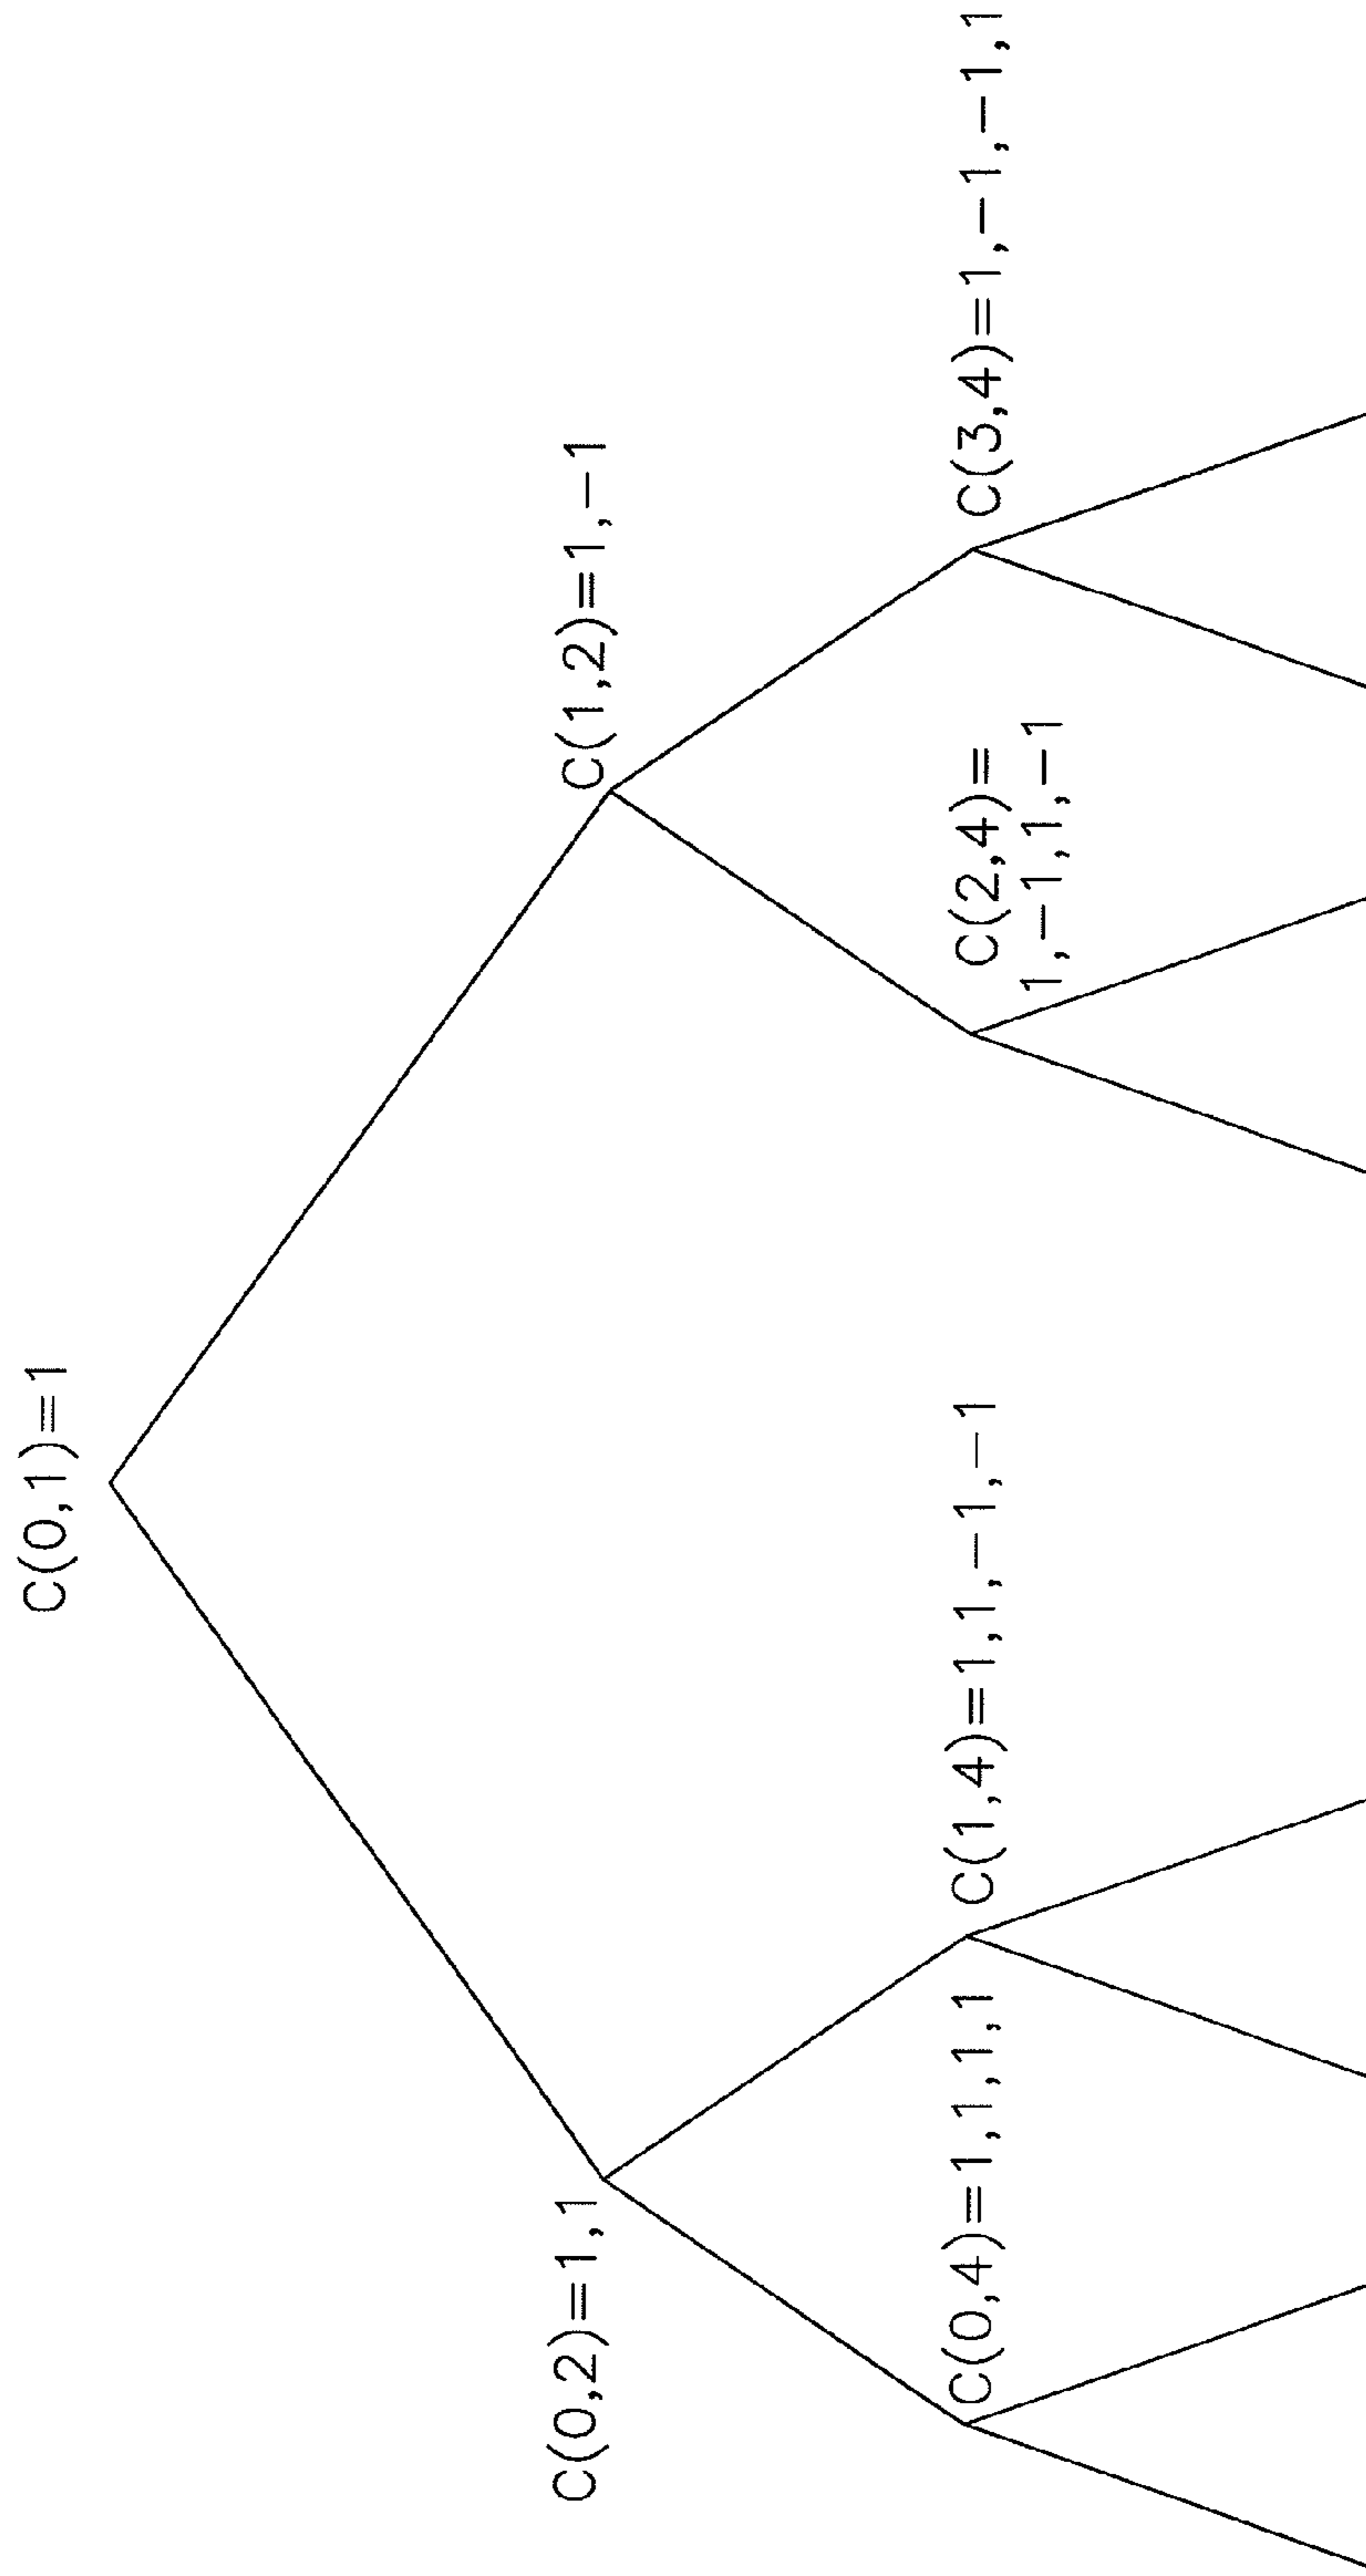 C(0,1)=1
C(0,2)=1,1
C(1,2)=1,-1
C(0,4)=1,1,1,1
C(1,4)=1,1,-1,-1
C(2,4)=
1,-1,1,-1
C(3,4)=1,-1,-1,1